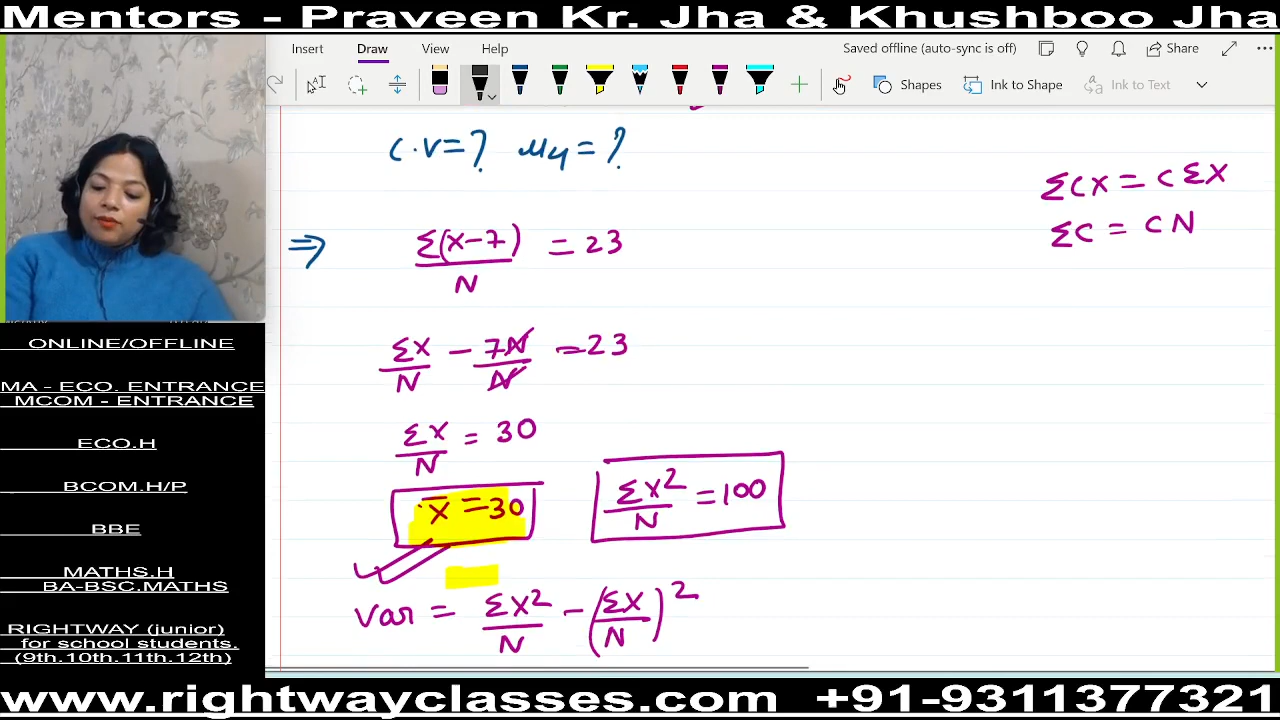 Mentors - Praveen Kr. Jha & Khushboo Jha
Insert Draw View Help Saved offline (auto-sync is off) Share
Shapes Ink to Shape Ink to Text
C.V=? μ4=?
ΣCX = CΣX
ΣC = CN
⇒ Σ(X-7)/N = 23
ΣX/N - 7N/N = 23
ΣX/N = 30
X̄ = 30
ΣX²/N = 100
Var = ΣX²/N - (ΣX/N)²
ONLINE/OFFLINE
MA - ECO. ENTRANCE
MCOM - ENTRANCE
ECO.H
BCOM.H/P
BBE
MATHS.H
BA-BSC.MATHS
RIGHTWAY (junior)
for school students.
(9th.10th.11th.12th)
www.rightwayclasses.com +91-9311377321